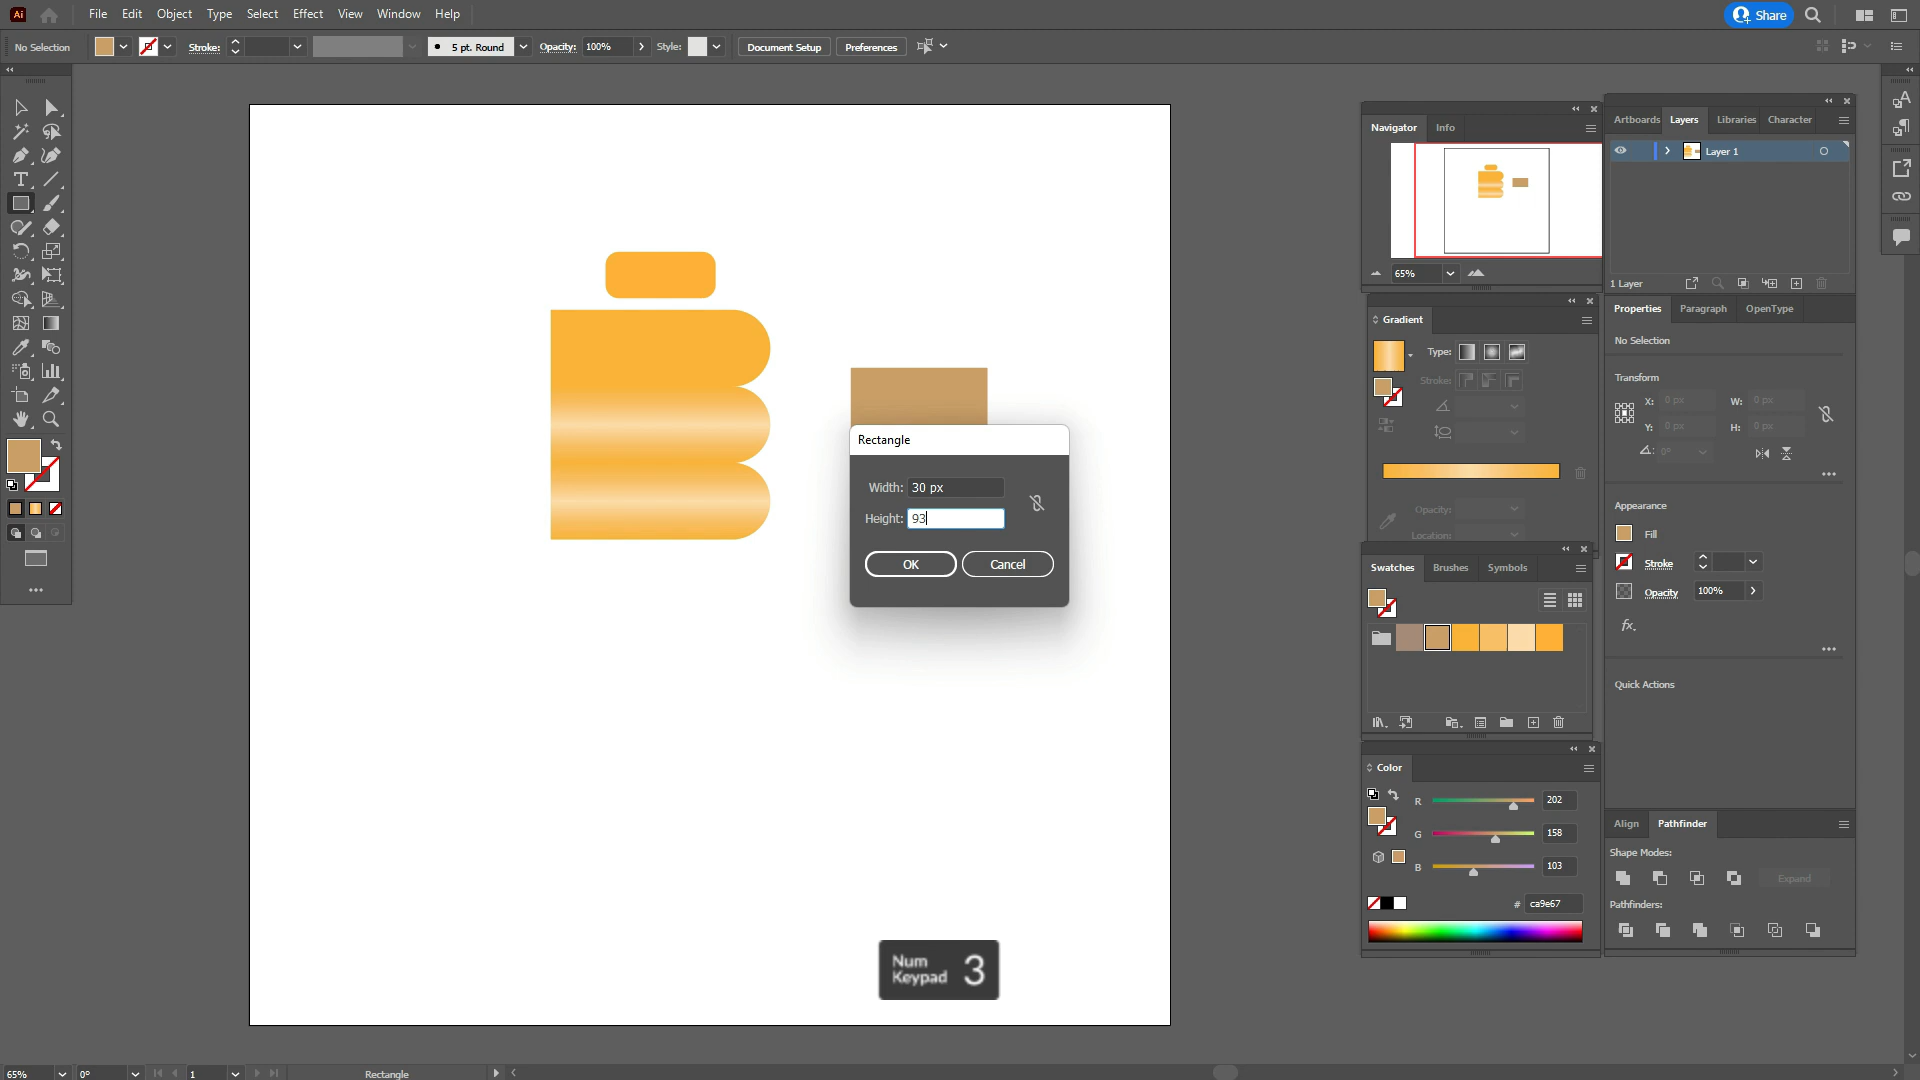 Ai File Edit Object Type Select Effect View Window Help Share
No Selection Stroke: 5 pt. Round Opacity: 100% Style: Document Setup Preferences
Navigator Info
65%
Artboards Layers Libraries Character
Layer 1
1 Layer
Gradient
Type:
Stroke:
Opacity:
Location:
Properties Paragraph OpenType
No Selection
Transform
X: 0 px W: 0 px
Y: 0 px H: 0 px
0°
Appearance
Fill
Stroke
Opacity 100%
fx.
Quick Actions
Rectangle
Width: 30 px
Height: 93
OK Cancel
Swatches Brushes Symbols
Color
R 202
G 158
B 103
# ca9e67
Align Pathfinder
Shape Modes:
Expand
Pathfinders:
Num
Keypad 3
65% 0° 1 Rectangle